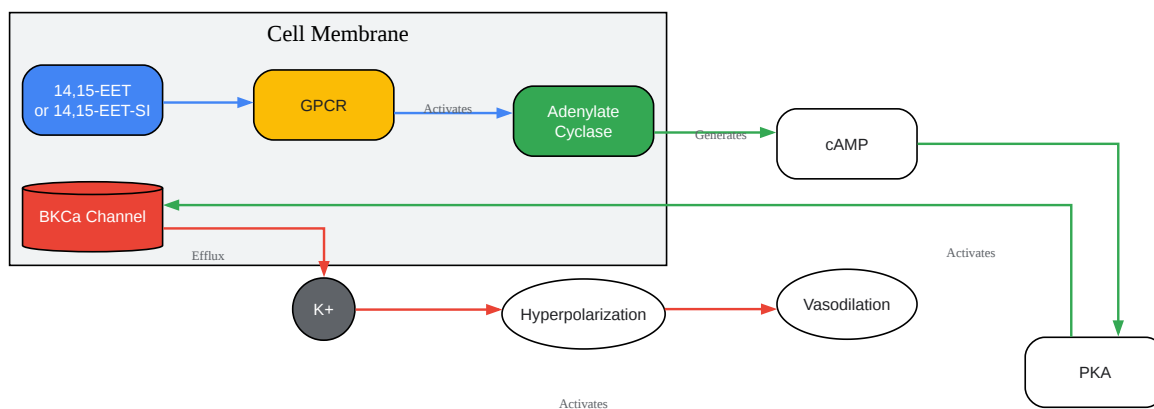 Cell Membrane
14,15-EET
or 14,15-EET-SI
GPCR
Activates
Adenylate
Cyclase
Generates
cAMP
BKCa Channel
Efflux
Activates
K+
Hyperpolarization
Vasodilation
PKA
Activates